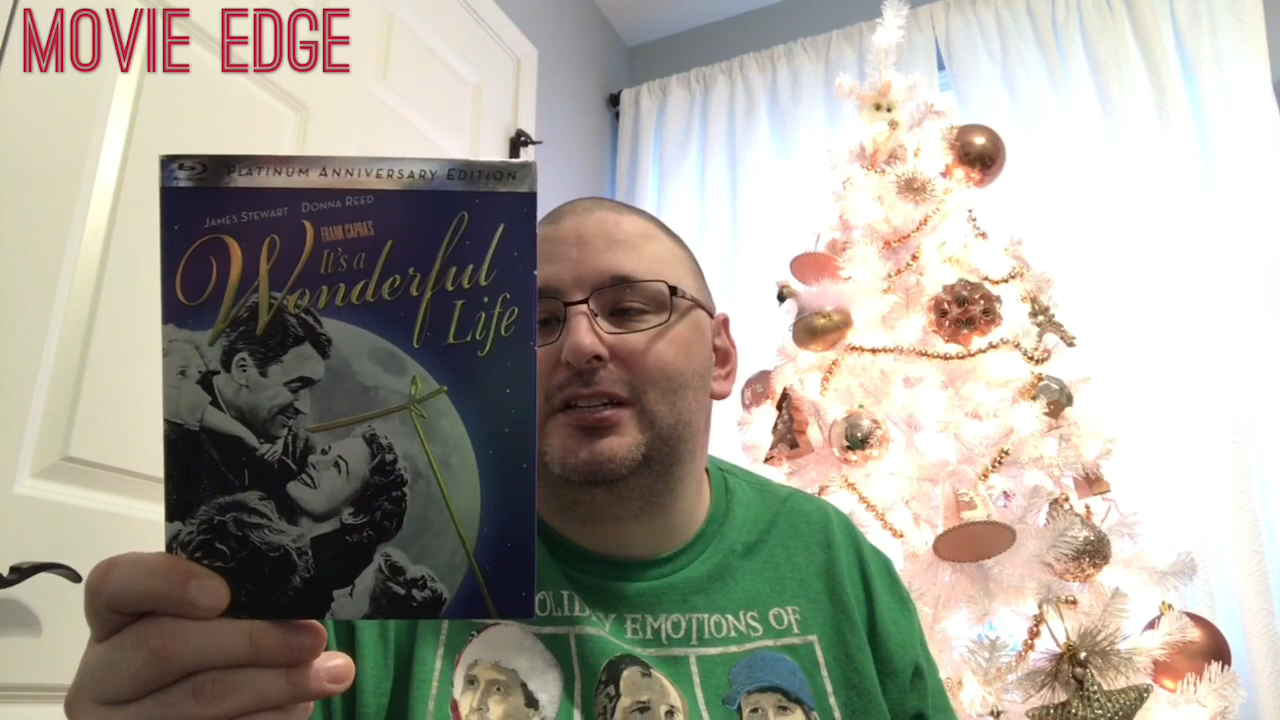 MOVIE EDGE
PLATINUM ANNIVERSARY EDITION
JAMES STEWART DONNA REED
FRANK CAPRA'S
It's a
Wonderful
Life
EMOTIONS OF